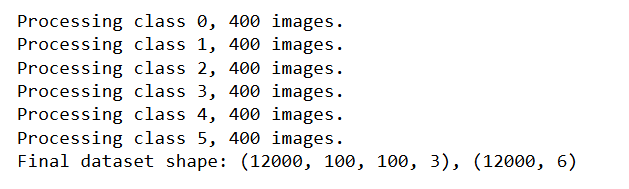 Processing class 0, 400 images.
Processing class 1, 400 images.
Processing class 2, 400 images.
Processing class 3, 400 images.
Processing class 4, 400 images.
Processing class 5, 400 images.
Final dataset shape: (12000, 100, 100, 3), (12000, 6)